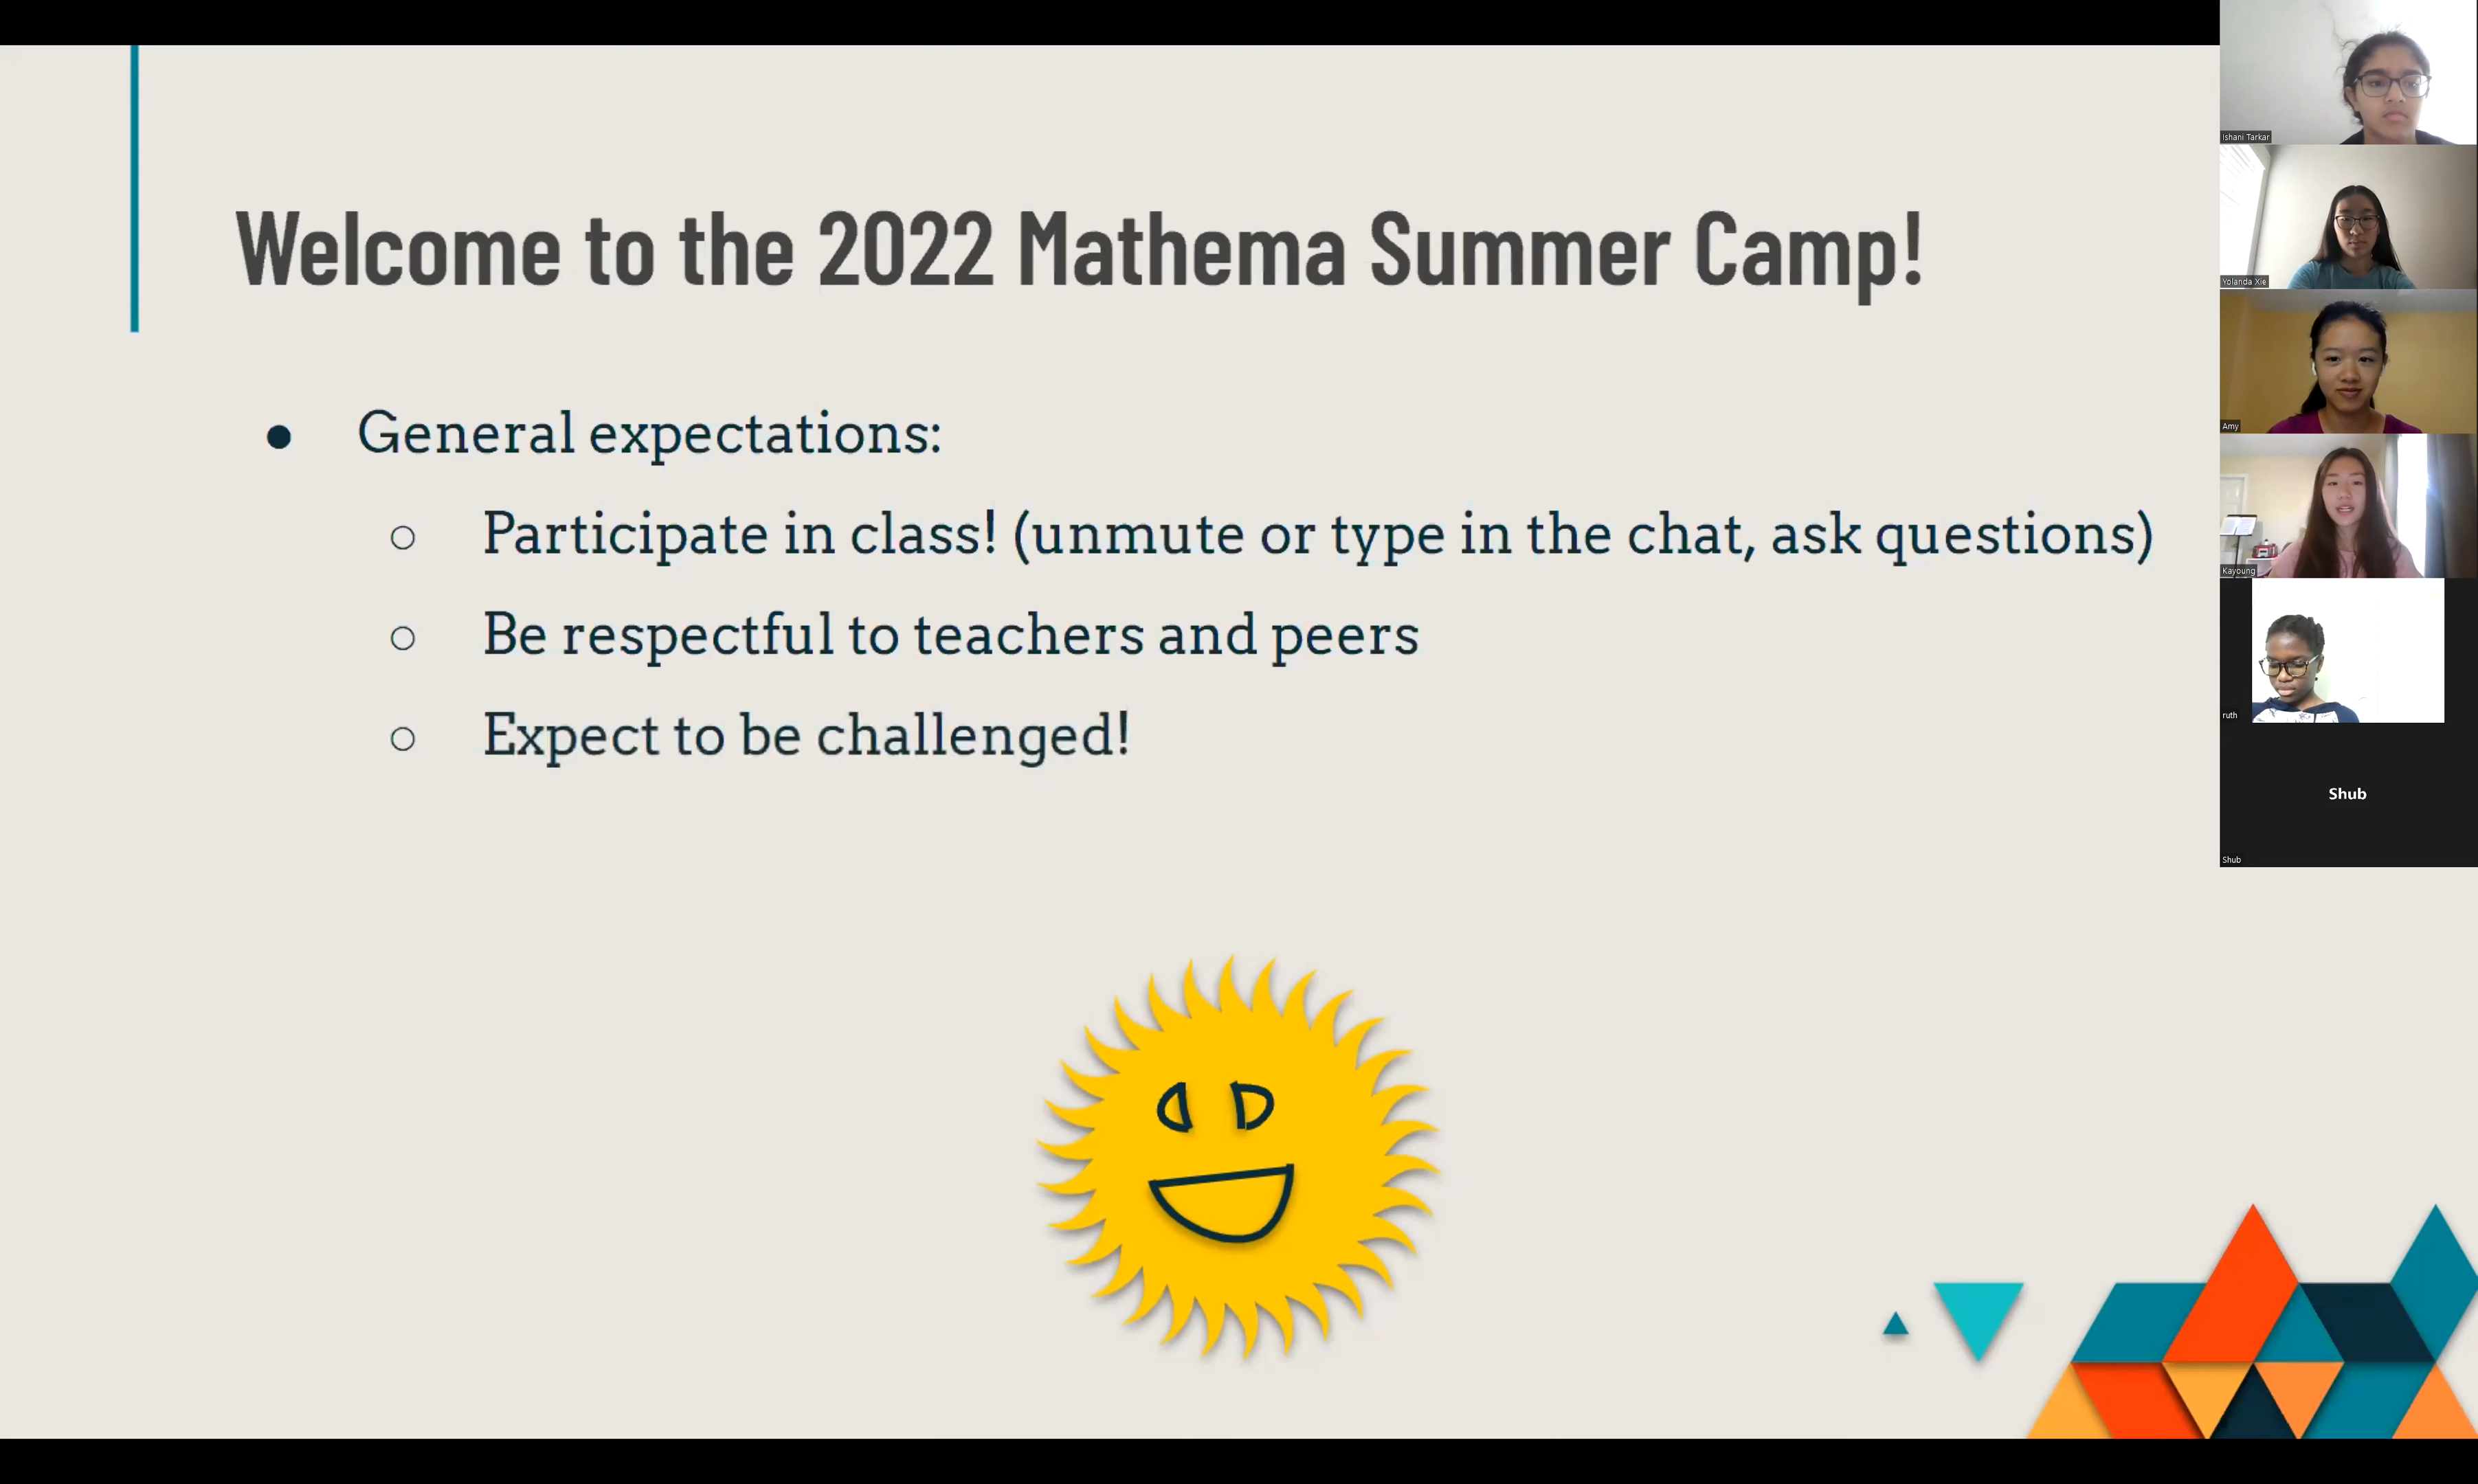 Welcome to the 2022 Mathema Summer Camp!
● General expectations:
○ Participate in class! (unmute or type in the chat, ask questions)
○ Be respectful to teachers and peers
○ Expect to be challenged!
Ishani Tarkar
Yolanda Xie
Amy
Kayoung
ruth
Shub
Shub